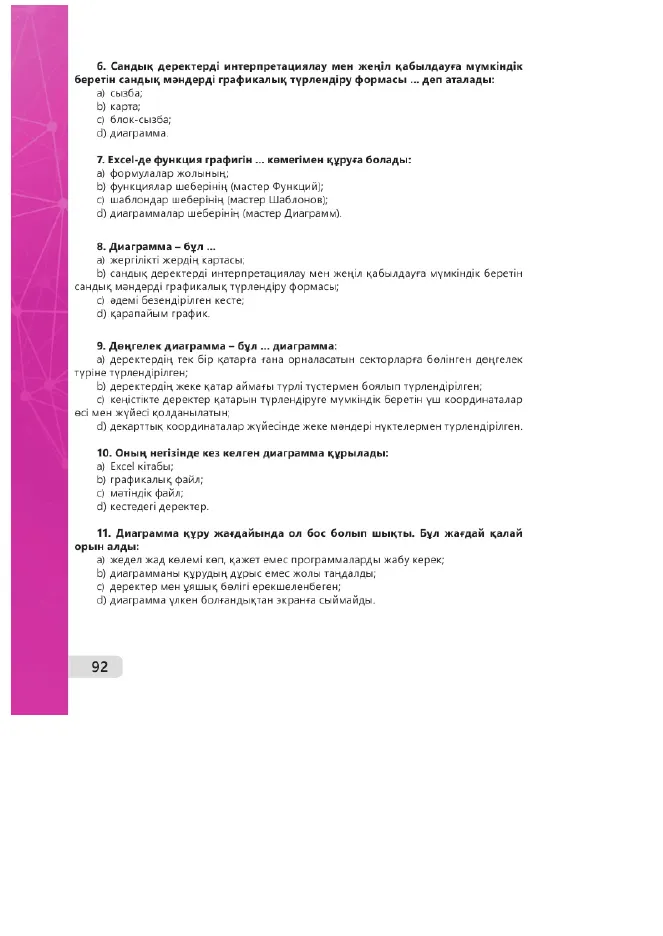 6. Сандық деректерді интерпретациялау мен жеңіл қабылдауға мүмкіндік
беретін сандық мәндерді графикалық түрлендіру формасы ... деп аталады:
a) сызба;
b) карта;
c) блок-сызба;
d) диаграмма.
7. Excel-де функция графигін ... көмегімен құруға болады:
a) формулалар жолының;
b) функциялар шеберінің (мастер Функций);
c) шаблондар шеберінің (мастер Шаблонов);
d) диаграммалар шеберінің (мастер Диаграмм).
8. Диаграмма – бұл ...
a) жергілікті жердің картасы;
b) сандық деректерді интерпретациялау мен жеңіл қабылдауға мүмкіндік беретін
сандық мәндерді графикалық түрлендіру формасы;
c) әдемі безендірілген кесте;
d) қарапайым график.
9. Дөңгелек диаграмма – бұл ... диаграмма:
a) деректердің тек бір қатарға ғана орналасатын секторларға бөлінген дөңгелек
түріне түрлендірілген;
b) деректердің жеке қатар аймағы түрлі түстермен боялып түрлендірілген;
c) кеңістікте деректер қатарын түрлендіруге мүмкіндік беретін үш координаталар
өсі мен жүйесі қолданылатын;
d) декарттық координаталар жүйесінде жеке мәндері нүктелермен түрлендірілген.
10. Оның негізінде кез келген диаграмма құрылады:
a) Excel кітабы;
b) графикалық файл;
c) мәтіндік файл;
d) кестедегі деректер.
11. Диаграмма құру жағдайында ол бос болып шықты. Бұл жағдай қалай
орын алды:
a) жедел жад көлемі көп, қажет емес программаларды жабу керек;
b) диаграмманы құрудың дұрыс емес жолы таңдалды;
c) деректер мен ұяшық бөлігі ерекшеленбеген;
d) диаграмма үлкен болғандықтан экранға сыймайды.
92